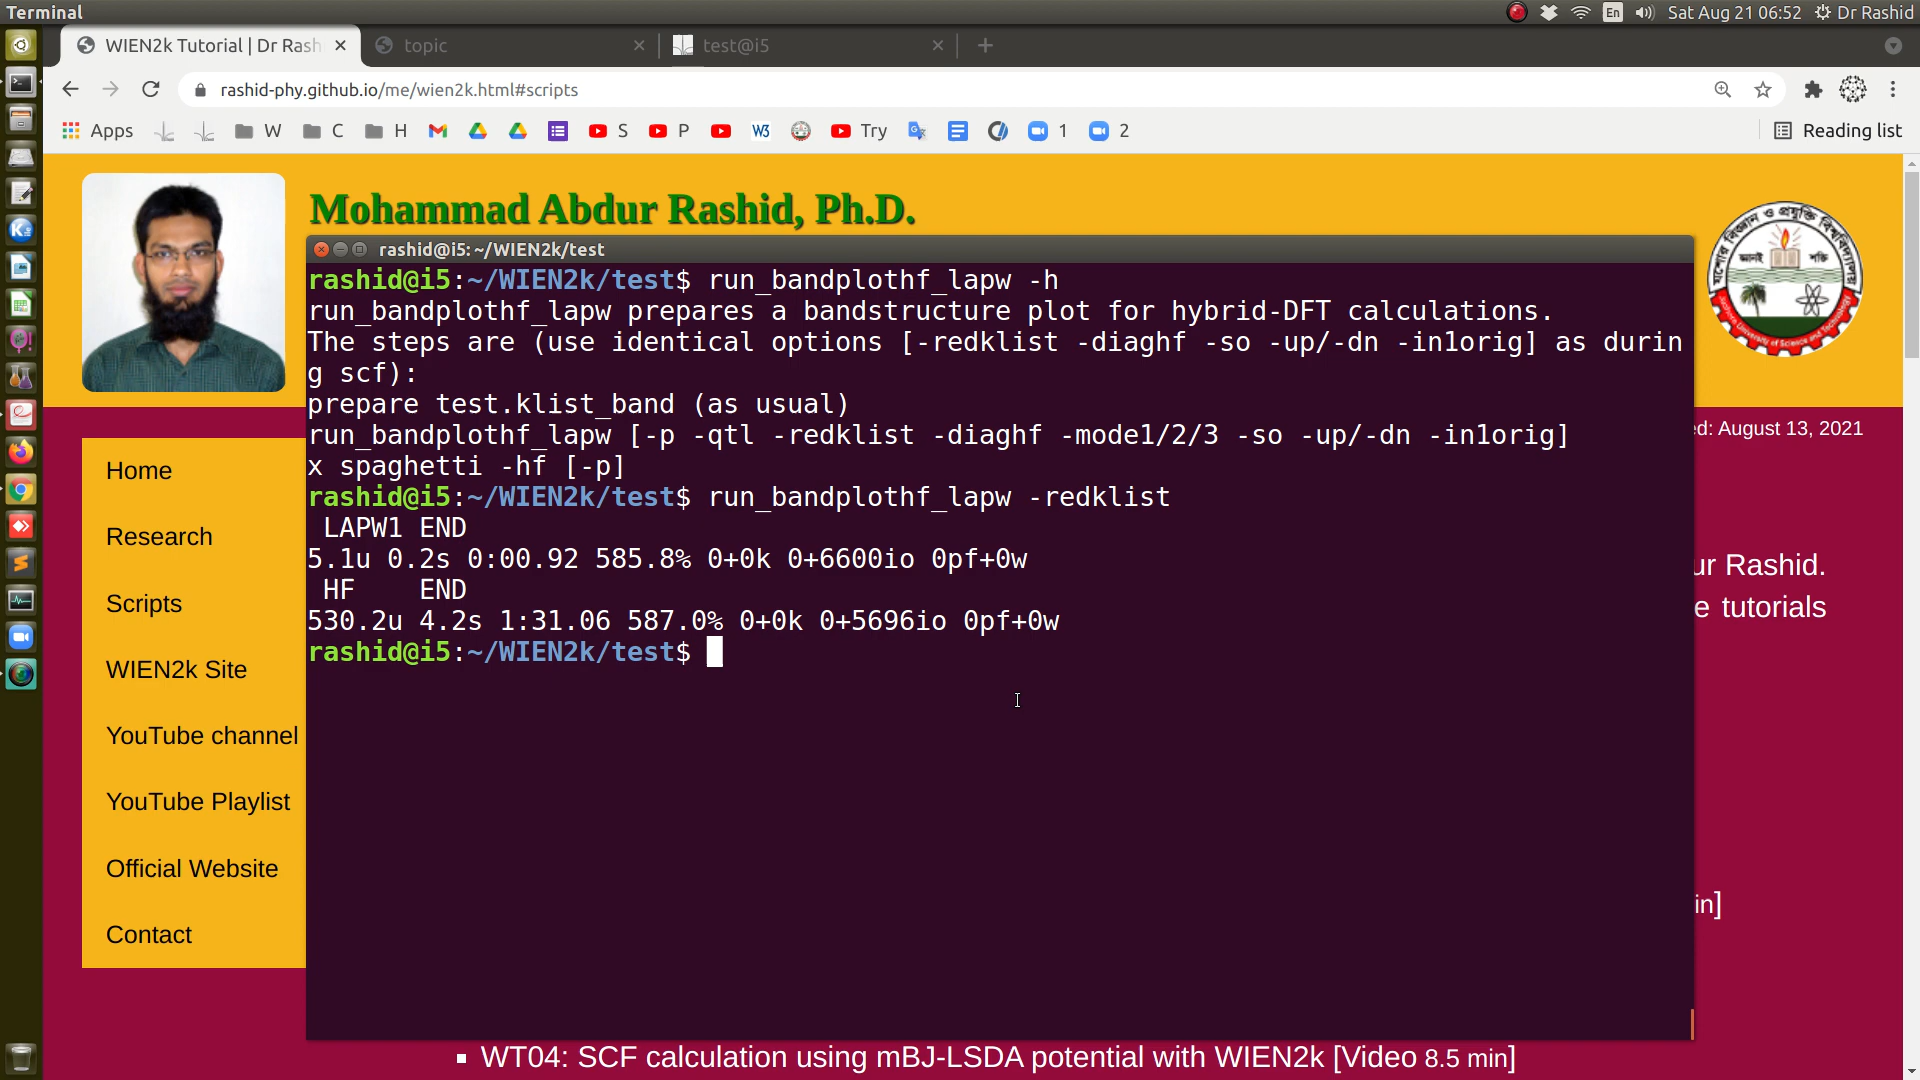 Terminal
En
Sat Aug 21 06:52
Dr Rashid
WIEN2k Tutorial | Dr Rash
topic
test@i5
rashid-phy.github.io/me/wien2k.html#scripts
Apps
W
C
H
S
P
W3
Try
1
2
Reading list
Mohammad Abdur Rashid, Ph.D.
rashid@i5: ~/WIEN2k/test
rashid@i5:~/WIEN2k/test$ run_bandplothf_lapw -h
run_bandplothf_lapw prepares a bandstructure plot for hybrid-DFT calculations.
The steps are (use identical options [-redklist -diaghf -so -up/-dn -in1orig] as durin
g scf):
prepare test.klist_band (as usual)
run_bandplothf_lapw [-p -qtl -redklist -diaghf -mode1/2/3 -so -up/-dn -in1orig]
x spaghetti -hf [-p]
rashid@i5:~/WIEN2k/test$ run_bandplothf_lapw -redklist
LAPW1 END
5.1u 0.2s 0:00.92 585.8% 0+0k 0+6600io 0pf+0w
HF    END
530.2u 4.2s 1:31.06 587.0% 0+0k 0+5696io 0pf+0w
rashid@i5:~/WIEN2k/test$
ed: August 13, 2021
ur Rashid.
e tutorials
in]
Home
Research
Scripts
WIEN2k Site
YouTube channel
YouTube Playlist
Official Website
Contact
WT04: SCF calculation using mBJ-LSDA potential with WIEN2k [Video 8.5 min]